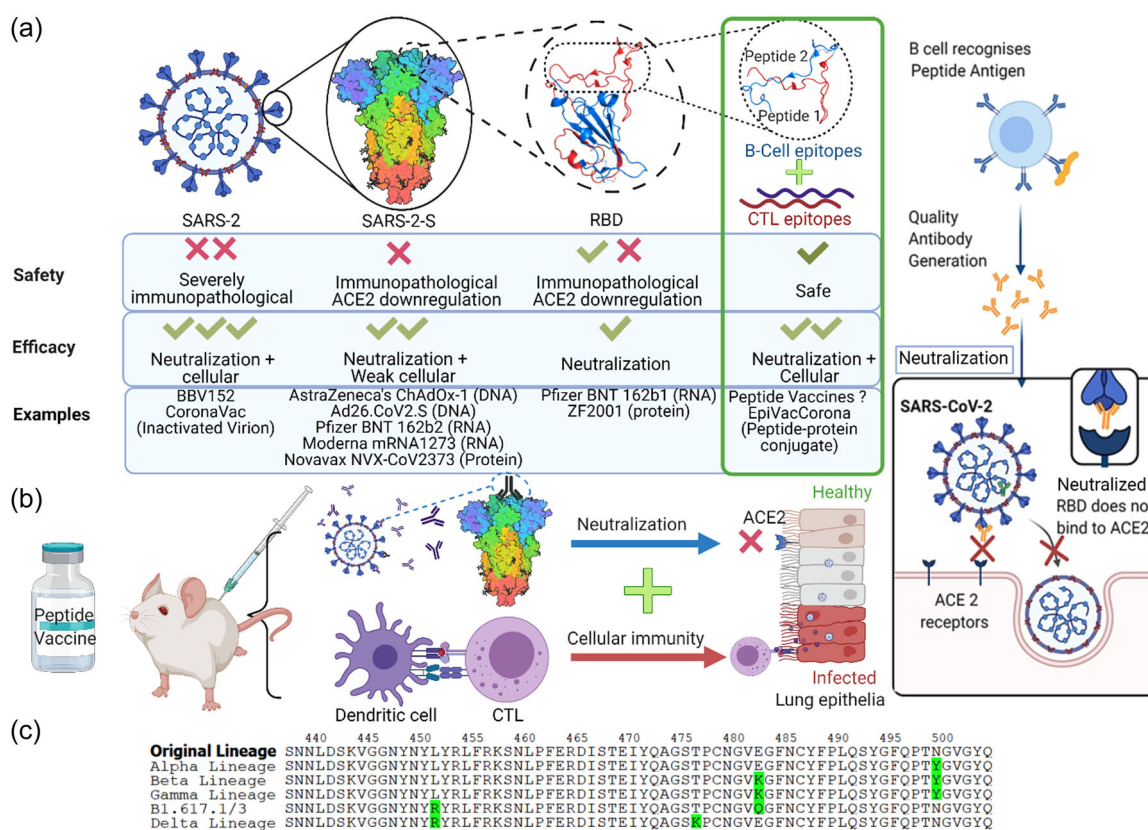 (a)
Peptide 2
Peptide 1
B-Cell epitopes
CTL epitopes
B cell recognises
Peptide Antigen
SARS-2
SARS-2-S
RBD
Quality
Antibody
Generation
Safety
Severely
immunopathological
Immunopathological
ACE2 downregulation
Immunopathological
ACE2 downregulation
Safe
Efficacy
Neutralization +
cellular
Neutralization +
Weak cellular
Neutralization
Neutralization +
Cellular
Examples
BBV152
CoronaVac
(Inactivated Virion)
AstraZeneca's ChAdOx-1 (DNA)
Ad26.CoV2.S (DNA)
Pfizer BNT 162b2 (RNA)
Moderna mRNA1273 (RNA)
Novavax NVX-CoV2373 (Protein)
Pfizer BNT 162b1 (RNA)
ZF2001 (protein)
Peptide Vaccines ?
EpiVacCorona
(Peptide-protein
conjugate)
Neutralization
SARS-CoV-2
Neutralized
RBD does no
bind to ACE2
ACE 2
receptors
(b)
Peptide
Vaccine
Neutralization
Cellular immunity
Dendritic cell
CTL
Healthy
ACE2
Infected
Lung epithelia
(c)
440 445 450 455 460 465 470 475 480 485 490 495 500
Original Lineage SNNLDSKVGGNYNYLYRLFRKSNLPFERDISTEIYQAGSTPCNGVEGFNCYFPLQSYGFQPTNGVGYQ
Alpha Lineage SNNLDSKVGGNYNYLYRLFRKSNLPFERDISTEIYQAGSTPCNGVEGFNCYFPLQSYGFQPTYGVGYQ
Beta Lineage SNNLDSKVGGNYNYLYRLFRKSNLPFERDISTEIYQAGSTPCNGVKGFNCYFPLQSYGFQPTYGVGYQ
Gamma Lineage SNNLDSKVGGNYNYLYRLFRKSNLPFERDISTEIYQAGSTPCNGVKGFNCYFPLQSYGFQPTYGVGYQ
B1.617.1/3 SNNLDSKVGGNYNYRYRLFRKSNLPFERDISTEIYQAGSTPCNGVQGFNCYFPLQSYGFQPTNGVGYQ
Delta Lineage SNNLDSKVGGNYNYRYRLFRKSNLPFERDISTEIYQAGSKPCNGVEGFNCYFPLQSYGFQPTNGVGYQ